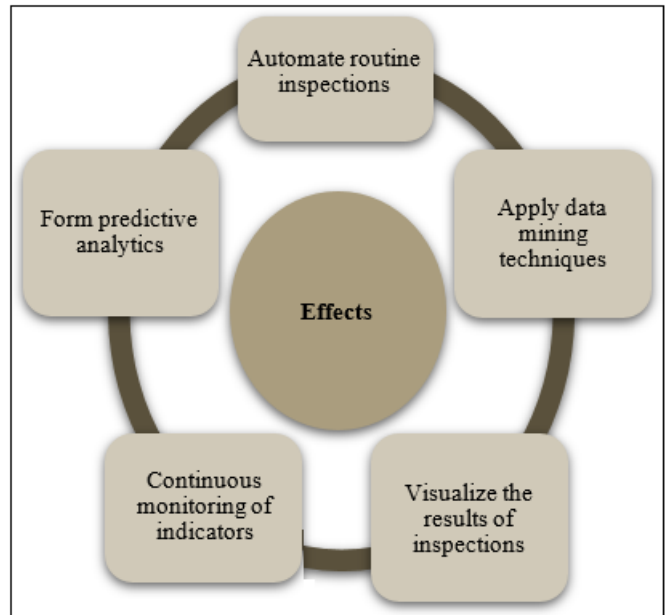 Automate routine
inspections
Form predictive
analytics
Apply data
mining
techniques
Effects
Continuous
monitoring of
indicators
Visualize the
results of
inspections